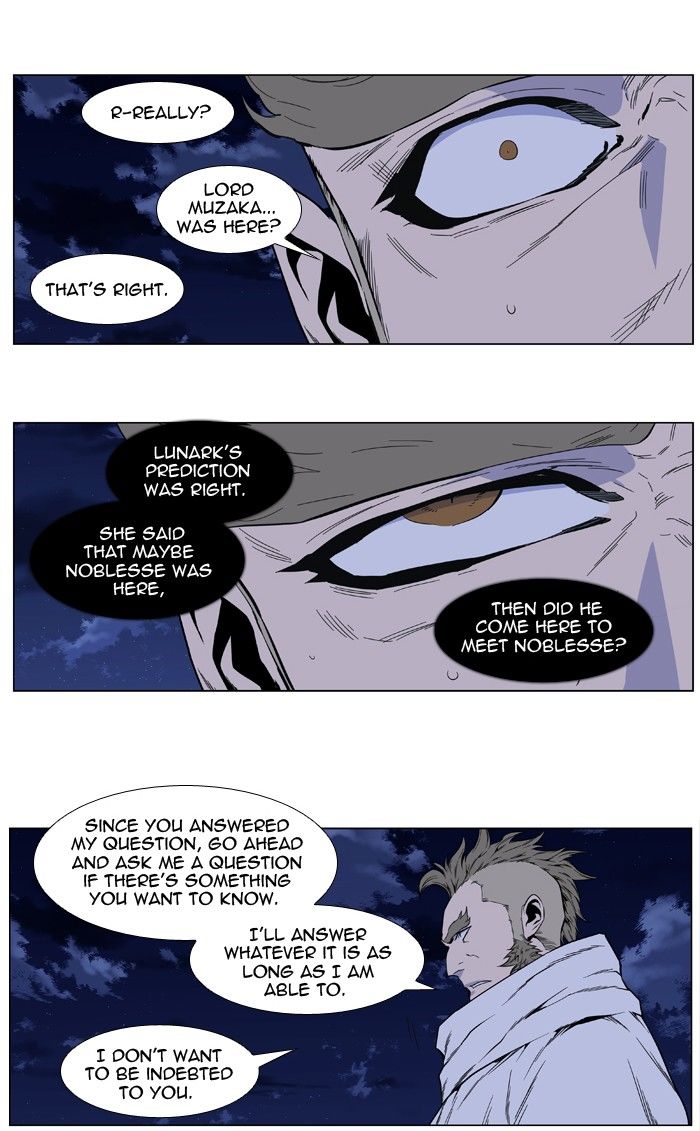 R-REALLY?
LORD
MUZAKA...
WAS HERE?
THAT'S RIGHT.
LUNARK'S
PREDICTION
WAS RIGHT.
SHE SAID
THAT MAYBE
NOBLESSE WAS
HERE,
THEN DID HE
COME HERE TO
MEET NOBLESSE?
SINCE YOU ANSWERED
MY QUESTION, GO AHEAD
AND ASK ME A QUESTION
IF THERE'S SOMETHING
YOU WANT TO KNOW.
I'LL ANSWER
WHATEVER IT IS AS
LONG AS I AM
ABLE TO.
I DON'T WANT
TO BE INDEBTED
TO YOU.